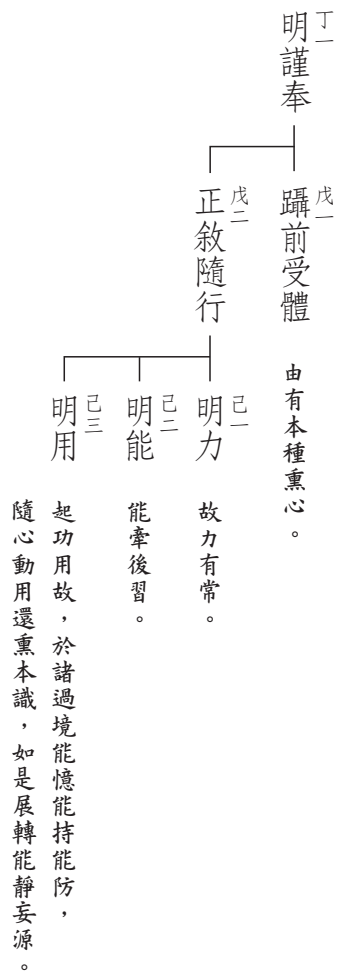 丁一
明謹奉
戊一
躡前受體
由有本種熏心。
戊二
正敘隨行
己一
明力
故力有常。
己二
明能
能牽後習。
己三
明用
起功用故，於諸過境能憶能持能防，
隨心動用還熏本識，如是展轉能靜妄源。